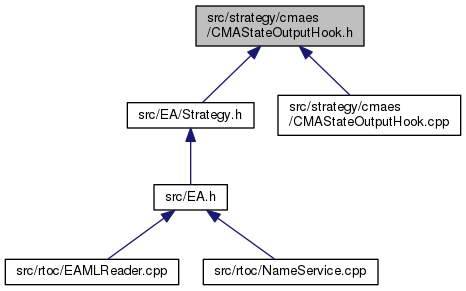 src/strategy/cmaes
/CMAStateOutputHook.h
src/EA/Strategy.h
src/strategy/cmaes
/CMAStateOutputHook.cpp
src/EA.h
src/rtoc/EAMLReader.cpp
src/rtoc/NameService.cpp